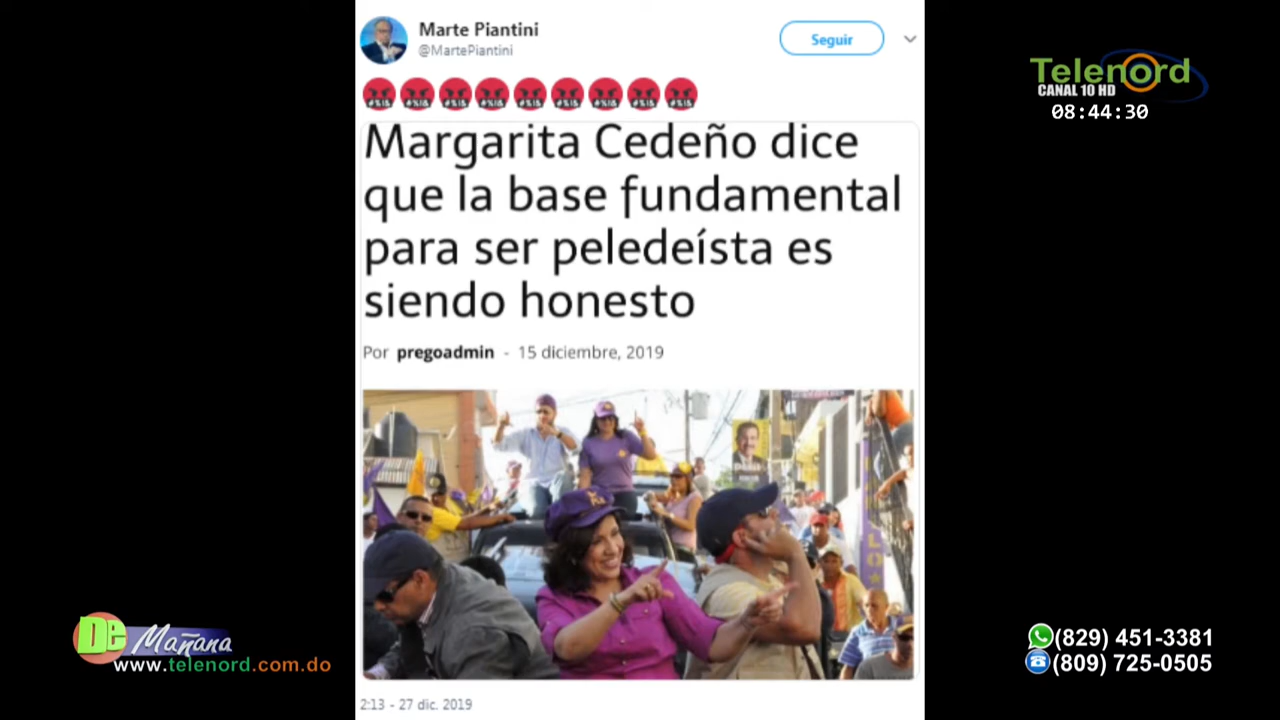 Marte Piantini
@MartePiantini
Seguir
Telenord
CANAL 10 HD
08:44:30
Margarita Cedeño dice
que la base fundamental
para ser peledeísta es
siendo honesto
Por pregoadmin - 15 diciembre, 2019
2:13 - 27 dic. 2019
De Mañana
www.telenord.com.do
(829) 451-3381
(809) 725-0505